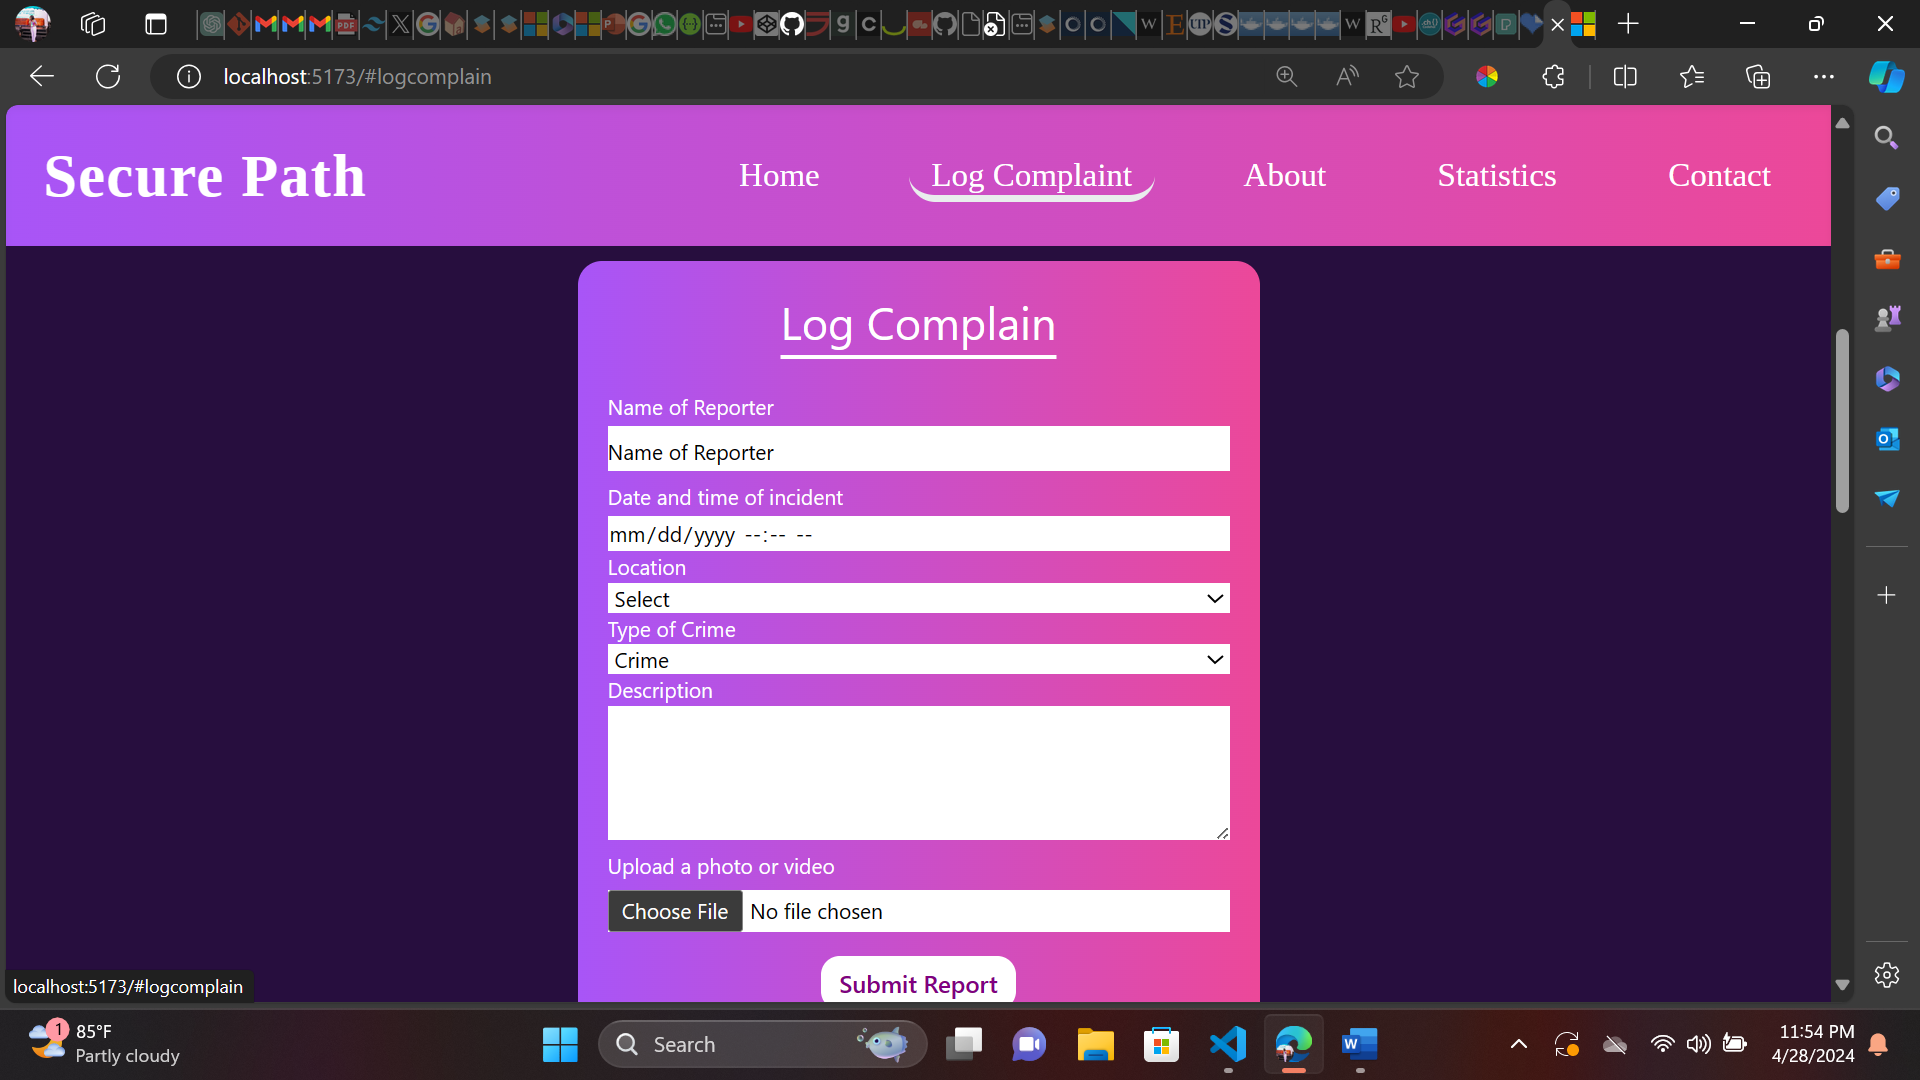 localhost:5173/#logcomplain
Secure Path
Home
Log Complaint
About
Statistics
Contact
Log Complain
Name of Reporter
Name of Reporter
Date and time of incident
mm/dd/yyyy --:-- --
Location
Select
Type of Crime
Crime
Description
Upload a photo or video
Choose File No file chosen
Submit Report
localhost:5173/#logcomplain
1
85°F
Partly cloudy
Search
11:54 PM
4/28/2024